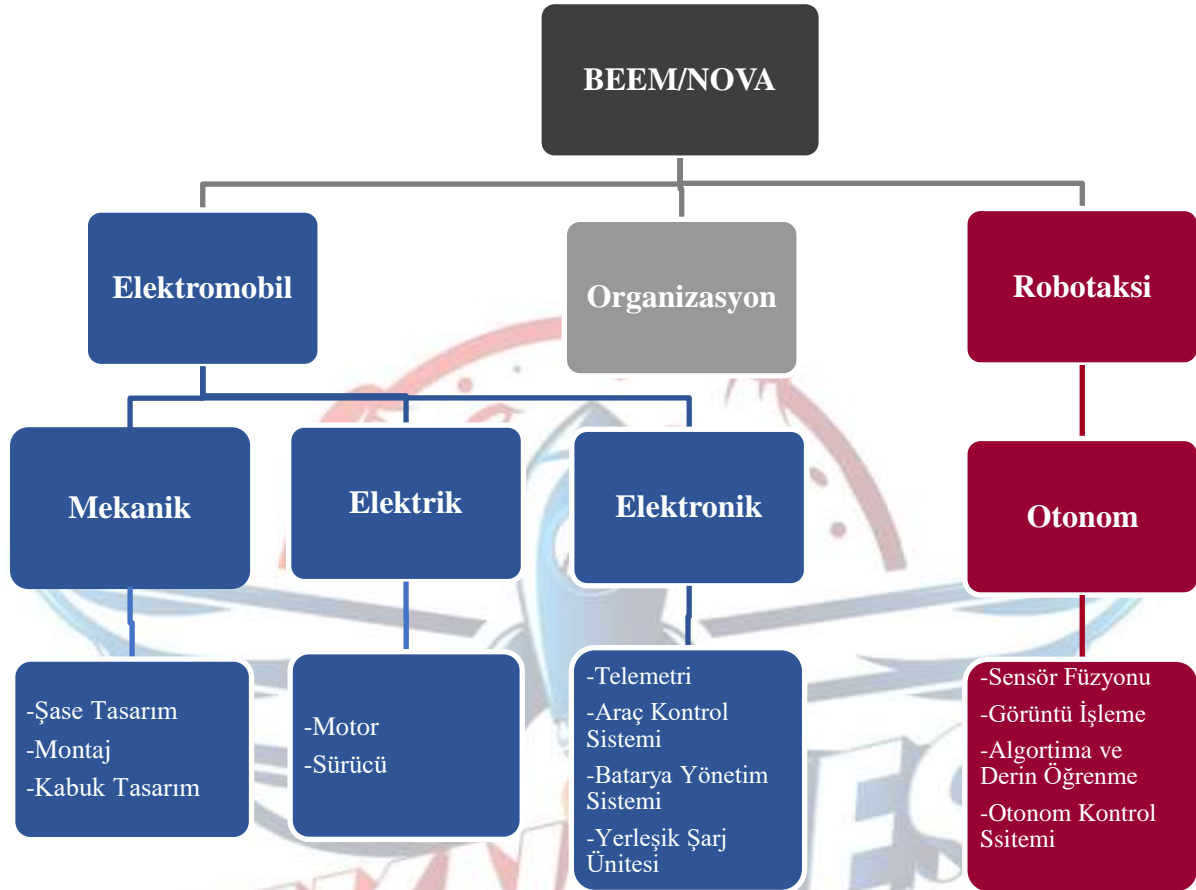 BEEM/NOVA
Elektromobil
Organizasyon
Robotaksi
Mekanik
Elektrik
Elektronik
Otonom
-Şase Tasarım
-Montaj
-Kabuk Tasarım
-Motor
-Sürücü
-Telemetri
-Araç Kontrol
Sistemi
-Batarya Yönetim
Sistemi
-Yerleşik Şarj
Ünitesi
-Sensör Füzyonu
-Görüntü İşleme
-Algortima ve
Derin Öğrenme
-Otonom Kontrol
Ssitemi